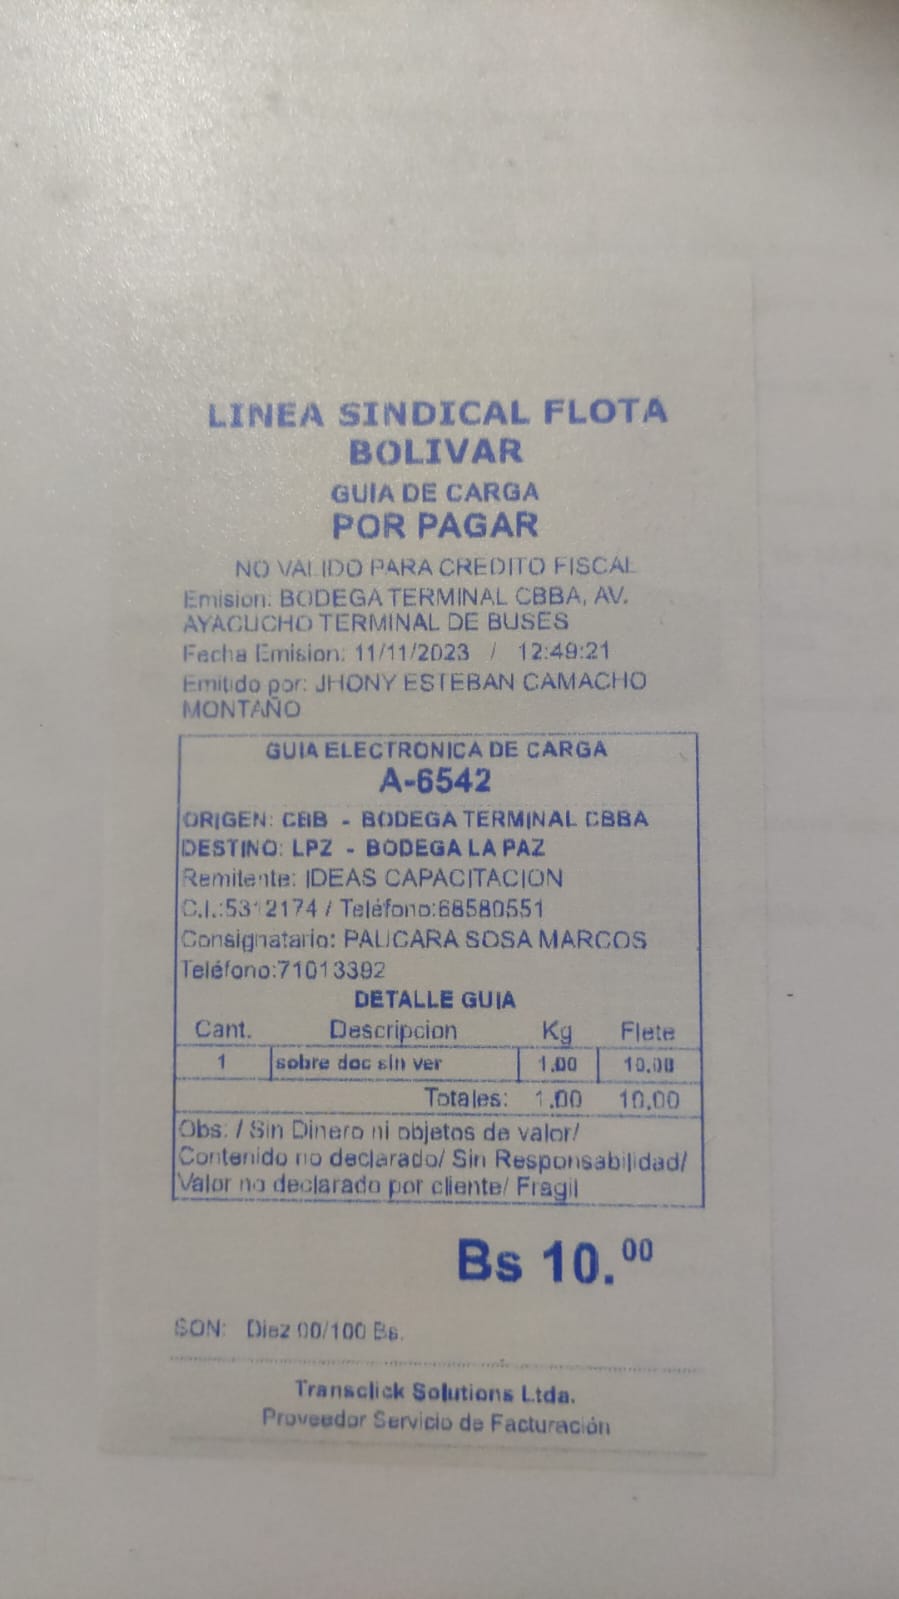 LINEA SINDICAL FLOTA
BOLIVAR
GUIA DE CARGA
POR PAGAR
NO VALIDO PARA CREDITO FISCAL
Emision: BODEGA TERMINAL CBBA, AV.
AYACUCHO TERMINAL DE BUSES
Fecha Emision: 11/11/2023 / 12:49:21
Emitido por: JHONY ESTEBAN CAMACHO
MONTAÑO
GUIA ELECTRONICA DE CARGA
A-6542
ORIGEN: CBB - BODEGA TERMINAL CBBA
DESTINO: LPZ - BODEGA LA PAZ
Remitente: IDEAS CAPACITACION
C.I.:5312174 / Teléfono:68580551
Consignatario: PAUCARA SOSA MARCOS
Teléfono:71013392
DETALLE GUIA
Cant. Descripcion Kg Flete
1 sobre doc sin ver 1.00 10.00
Totales: 1.00 10.00
Obs: / Sin Dinero ni objetos de valor/
Contenido no declarado/ Sin Responsabilidad/
Valor no declarado por cliente/ Fragil
Bs 10.00
SON: Diez 00/100 Bs.
Transclick Solutions Ltda.
Proveedor Servicio de Facturación